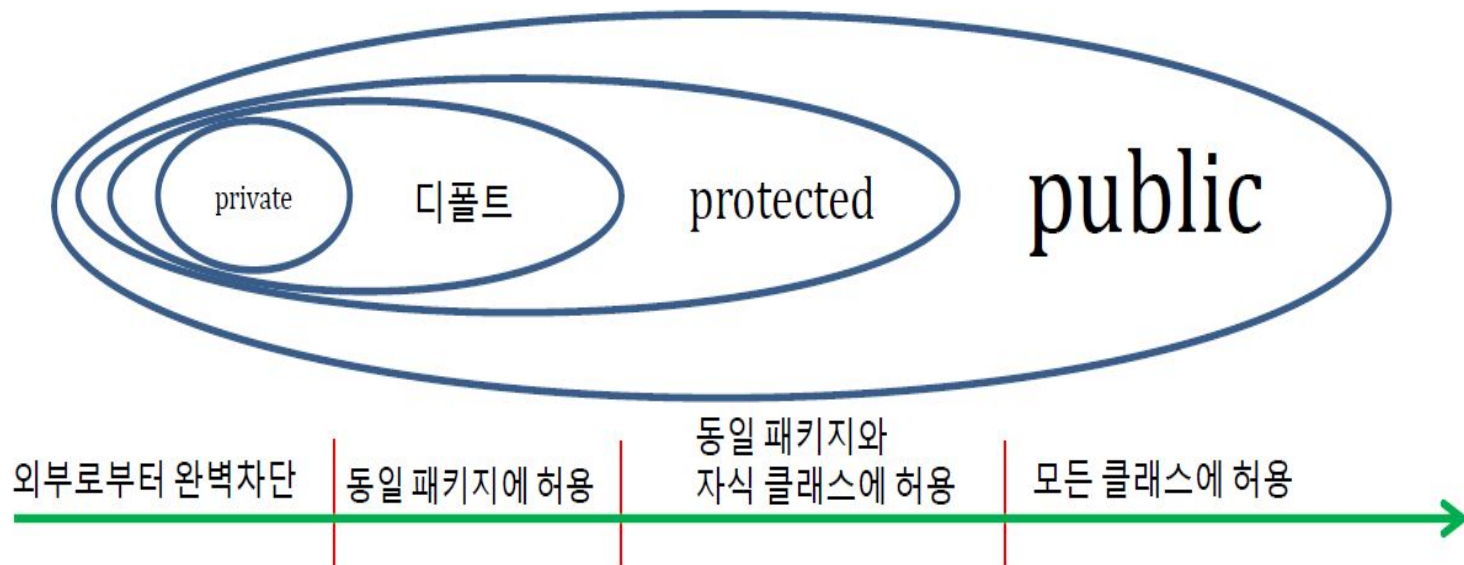 private
디폴트
protected
public
외부로부터 완벽차단
동일 패키지에 허용
동일 패키지와
자식 클래스에 허용
모든 클래스에 허용